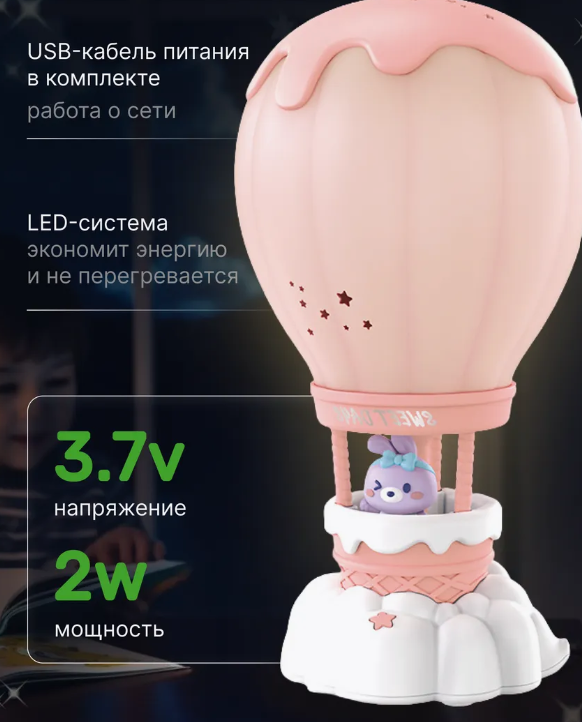 USB-кабель питания
в комплекте
работа о сети
LED-система
экономит энергию
и не перегревается
3.7v
напряжение
2w
мощность